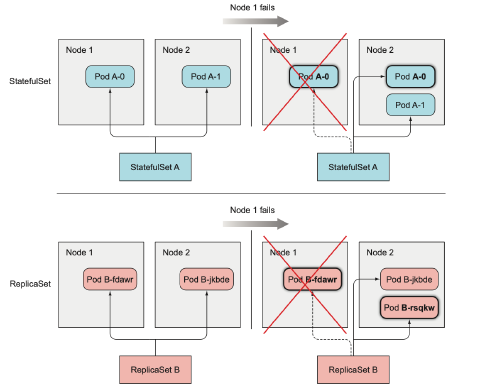 Node 1 fails
Node 1
Node 2
Node 1
Node 2
StatefulSet
Pod A-0
Pod A-1
Pod A-0
Pod A-0
Pod A-1
StatefulSet A
StatefulSet A
Node 1 fails
Node 1
Node 2
Node 1
Node 2
ReplicaSet
Pod B-fdawr
Pod B-jkbde
Pod B-fdawr
Pod B-jkbde
Pod B-rsqkw
ReplicaSet B
ReplicaSet B